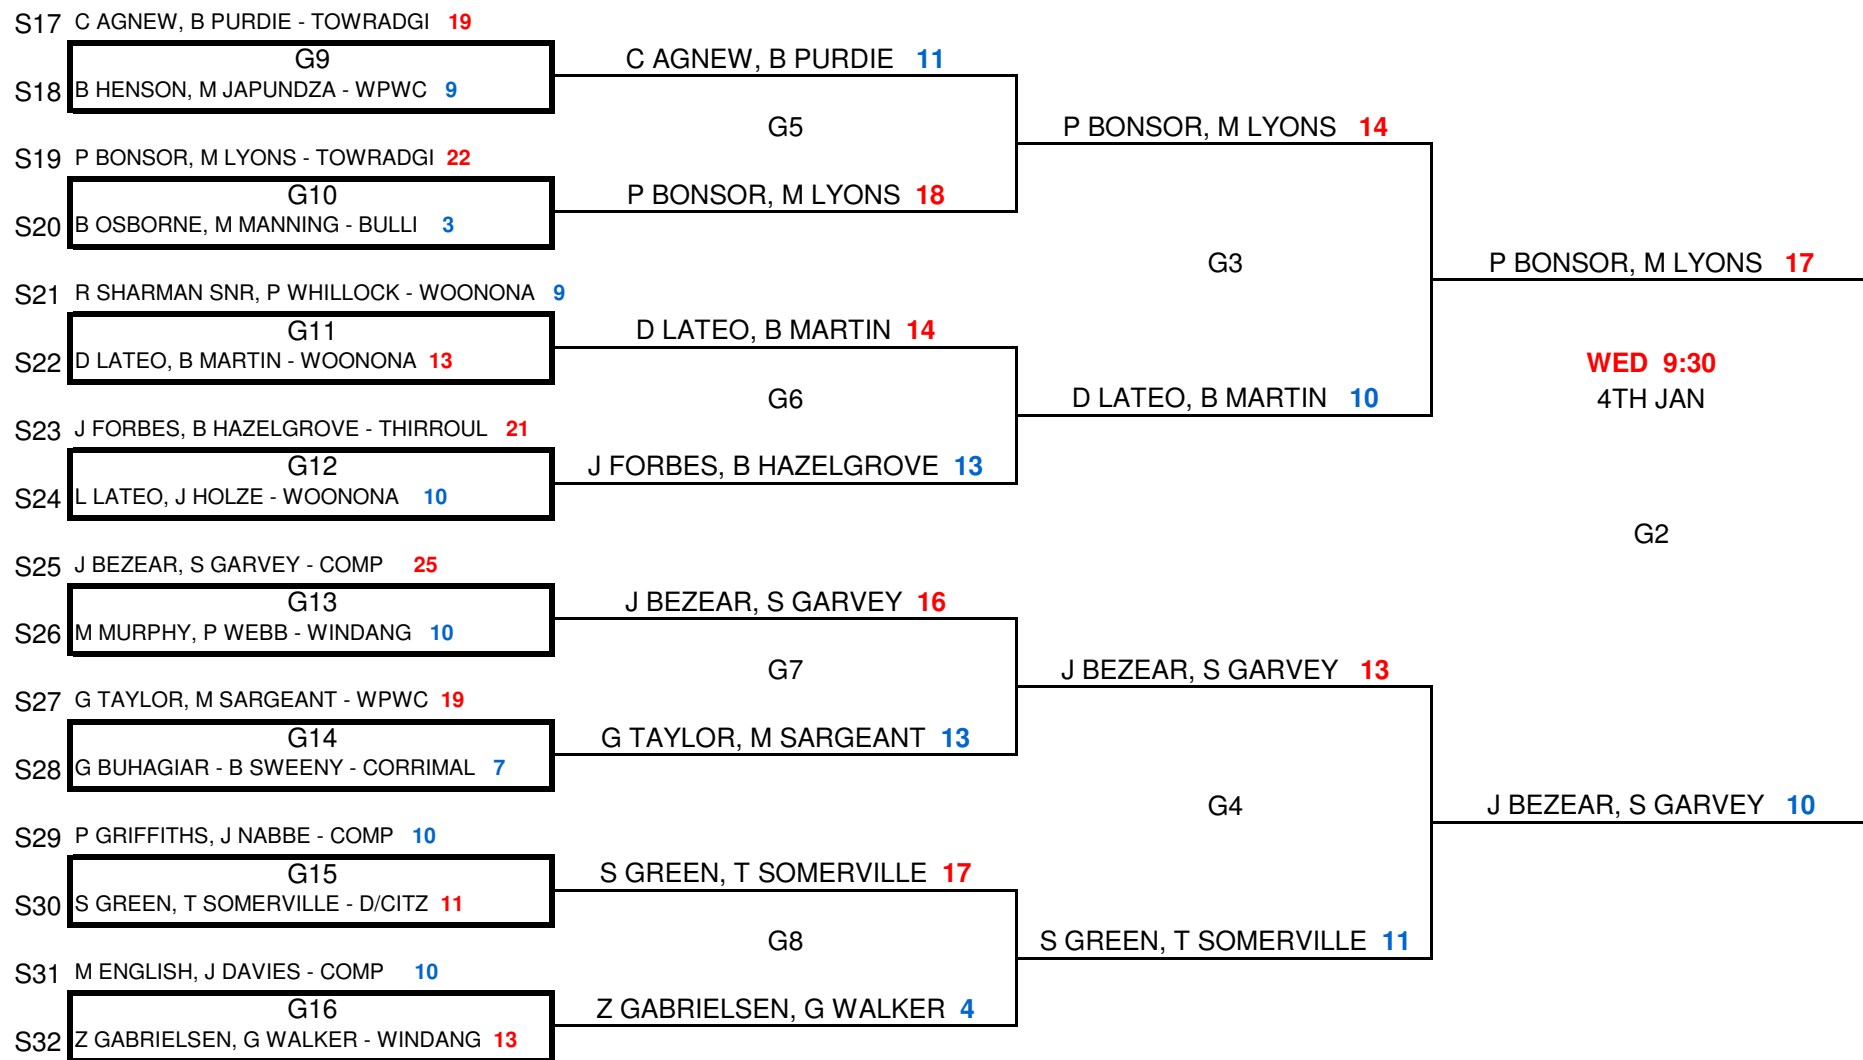 S17 C AGNEW, B PURDIE - TOWRADGI 19
G9
S18 B HENSON, M JAPUNDZA - WPWC 9
S19 P BONSOR, M LYONS - TOWRADGI 22
G10
S20 B OSBORNE, M MANNING - BULLI 3
S21 R SHARMAN SNR, P WHILLOCK - WOONONA 9
G11
S22 D LATEO, B MARTIN - WOONONA 13
S23 J FORBES, B HAZELGROVE - THIRROUL 21
G12
S24 L LATEO, J HOLZE - WOONONA 10
S25 J BEZEAR, S GARVEY - COMP 25
G13
S26 M MURPHY, P WEBB - WINDANG 10
S27 G TAYLOR, M SARGEANT - WPWC 19
G14
S28 G BUHAGIAR - B SWEENY - CORRIMAL 7
S29 P GRIFFITHS, J NABBE - COMP 10
G15
S30 S GREEN, T SOMERVILLE - D/CITZ 11
S31 M ENGLISH, J DAVIES - COMP 10
G16
S32 Z GABRIELSEN, G WALKER - WINDANG 13
C AGNEW, B PURDIE 11
G5
P BONSOR, M LYONS 18
D LATEO, B MARTIN 14
G6
J FORBES, B HAZELGROVE 13
J BEZEAR, S GARVEY 16
G7
G TAYLOR, M SARGEANT 13
S GREEN, T SOMERVILLE 17
G8
Z GABRIELSEN, G WALKER 4
P BONSOR, M LYONS 14
G3
D LATEO, B MARTIN 10
J BEZEAR, S GARVEY 13
G4
S GREEN, T SOMERVILLE 11
P BONSOR, M LYONS 17
WED 9:30
4TH JAN
G2
J BEZEAR, S GARVEY 10